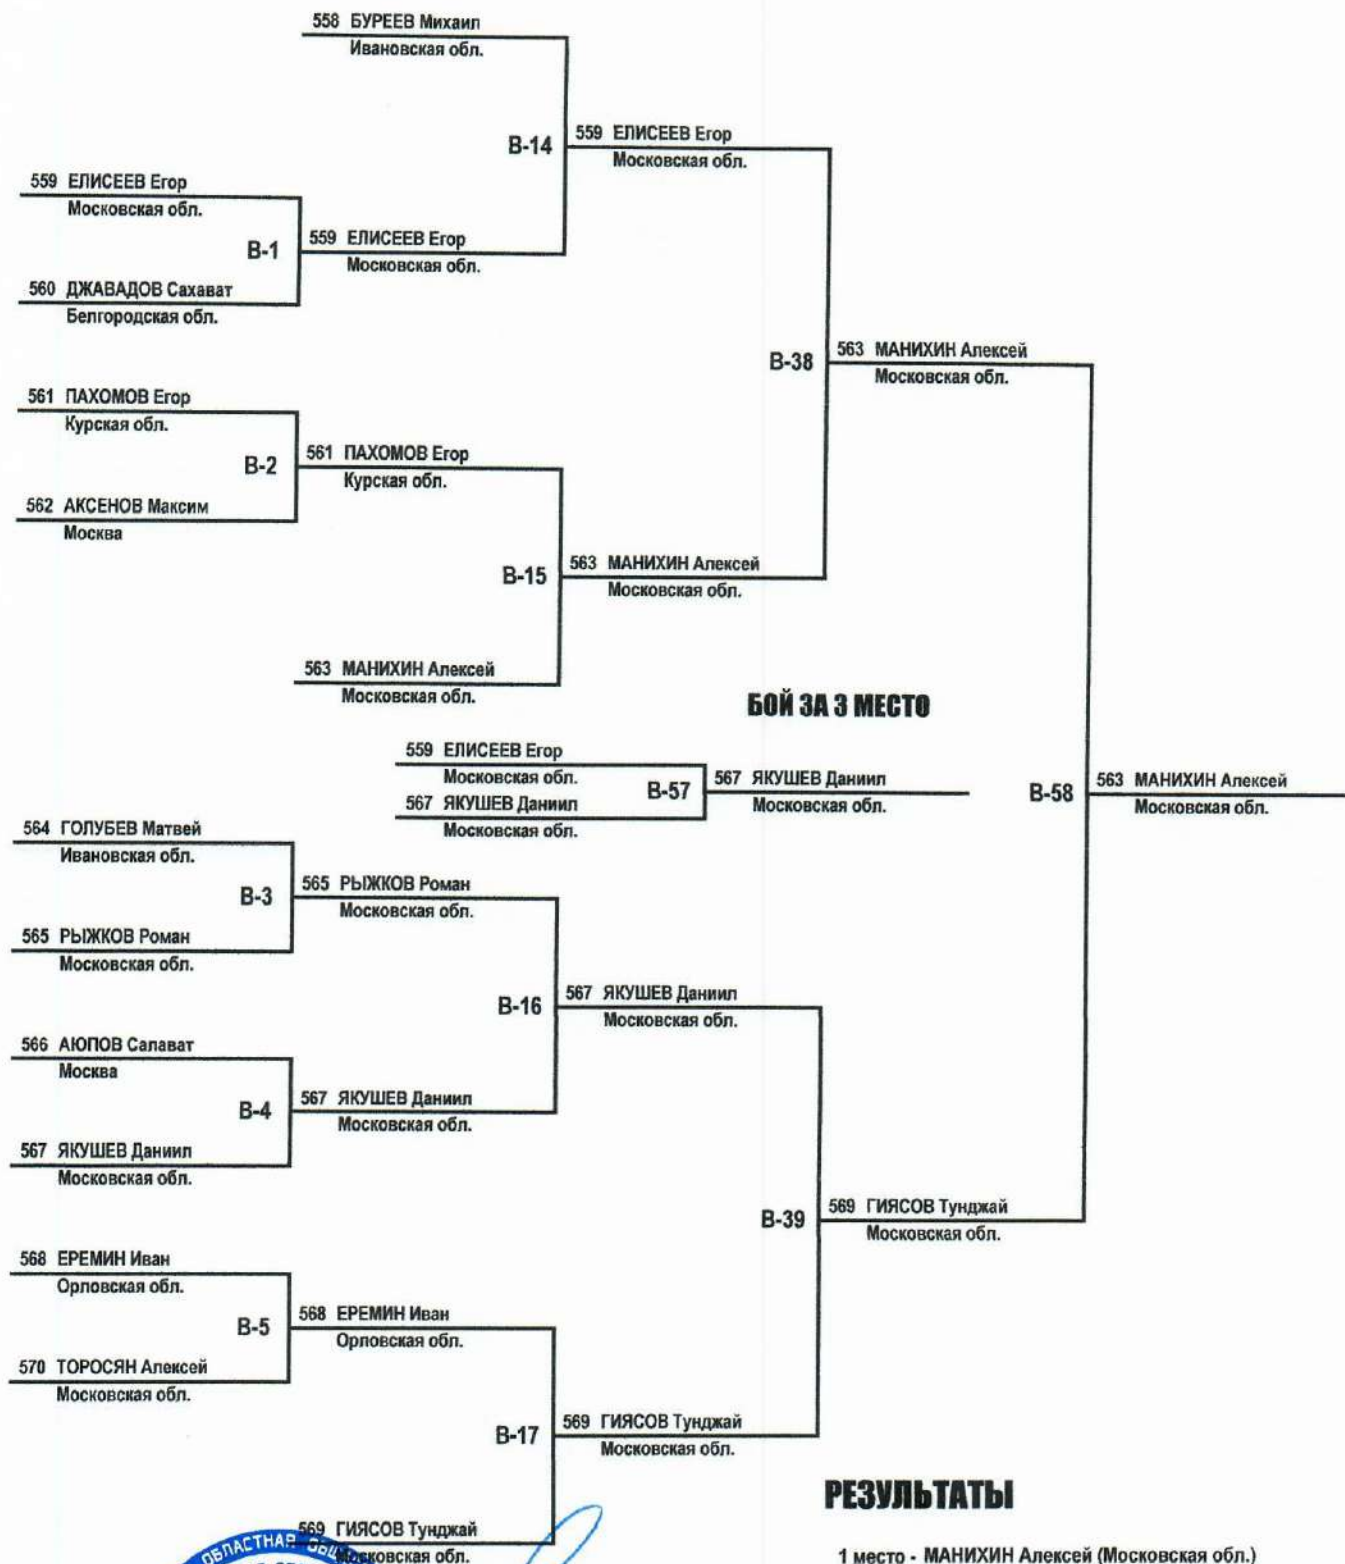 558 БУРЕЕВ Михаил
Ивановская обл.
В-14
559 ЕЛИСЕЕВ Егор
Московская обл.
559 ЕЛИСЕЕВ Егор
Московская обл.
В-1
559 ЕЛИСЕЕВ Егор
Московская обл.
560 ДЖАВАДОВ Сахават
Белгородская обл.
В-38
563 МАНИХИН Алексей
Московская обл.
561 ПАХОМОВ Егор
Курская обл.
В-2
561 ПАХОМОВ Егор
Курская обл.
562 АКСЕНОВ Максим
Москва
В-15
563 МАНИХИН Алексей
Московская обл.
563 МАНИХИН Алексей
Московская обл.
БОЙ ЗА 3 МЕСТО
559 ЕЛИСЕЕВ Егор
Московская обл.
В-57
567 ЯКУШЕВ Даниил
Московская обл.
567 ЯКУШЕВ Даниил
Московская обл.
В-58
563 МАНИХИН Алексей
Московская обл.
564 ГОЛУБЕВ Матвей
Ивановская обл.
В-3
565 РЫЖКОВ Роман
Московская обл.
565 РЫЖКОВ Роман
Московская обл.
В-16
567 ЯКУШЕВ Даниил
Московская обл.
566 АЮПОВ Салават
Москва
В-4
567 ЯКУШЕВ Даниил
Московская обл.
567 ЯКУШЕВ Даниил
Московская обл.
В-39
569 ГИЯСОВ Тунджай
Московская обл.
568 ЕРЕМИН Иван
Орловская обл.
В-5
568 ЕРЕМИН Иван
Орловская обл.
570 ТОРОСЯН Алексей
Московская обл.
В-17
569 ГИЯСОВ Тунджай
Московская обл.
569 ГИЯСОВ Тунджай
Московская обл.
РЕЗУЛЬТАТЫ
1 место - МАНИХИН Алексей (Московская обл.)
ОБЛАСТНАЯ